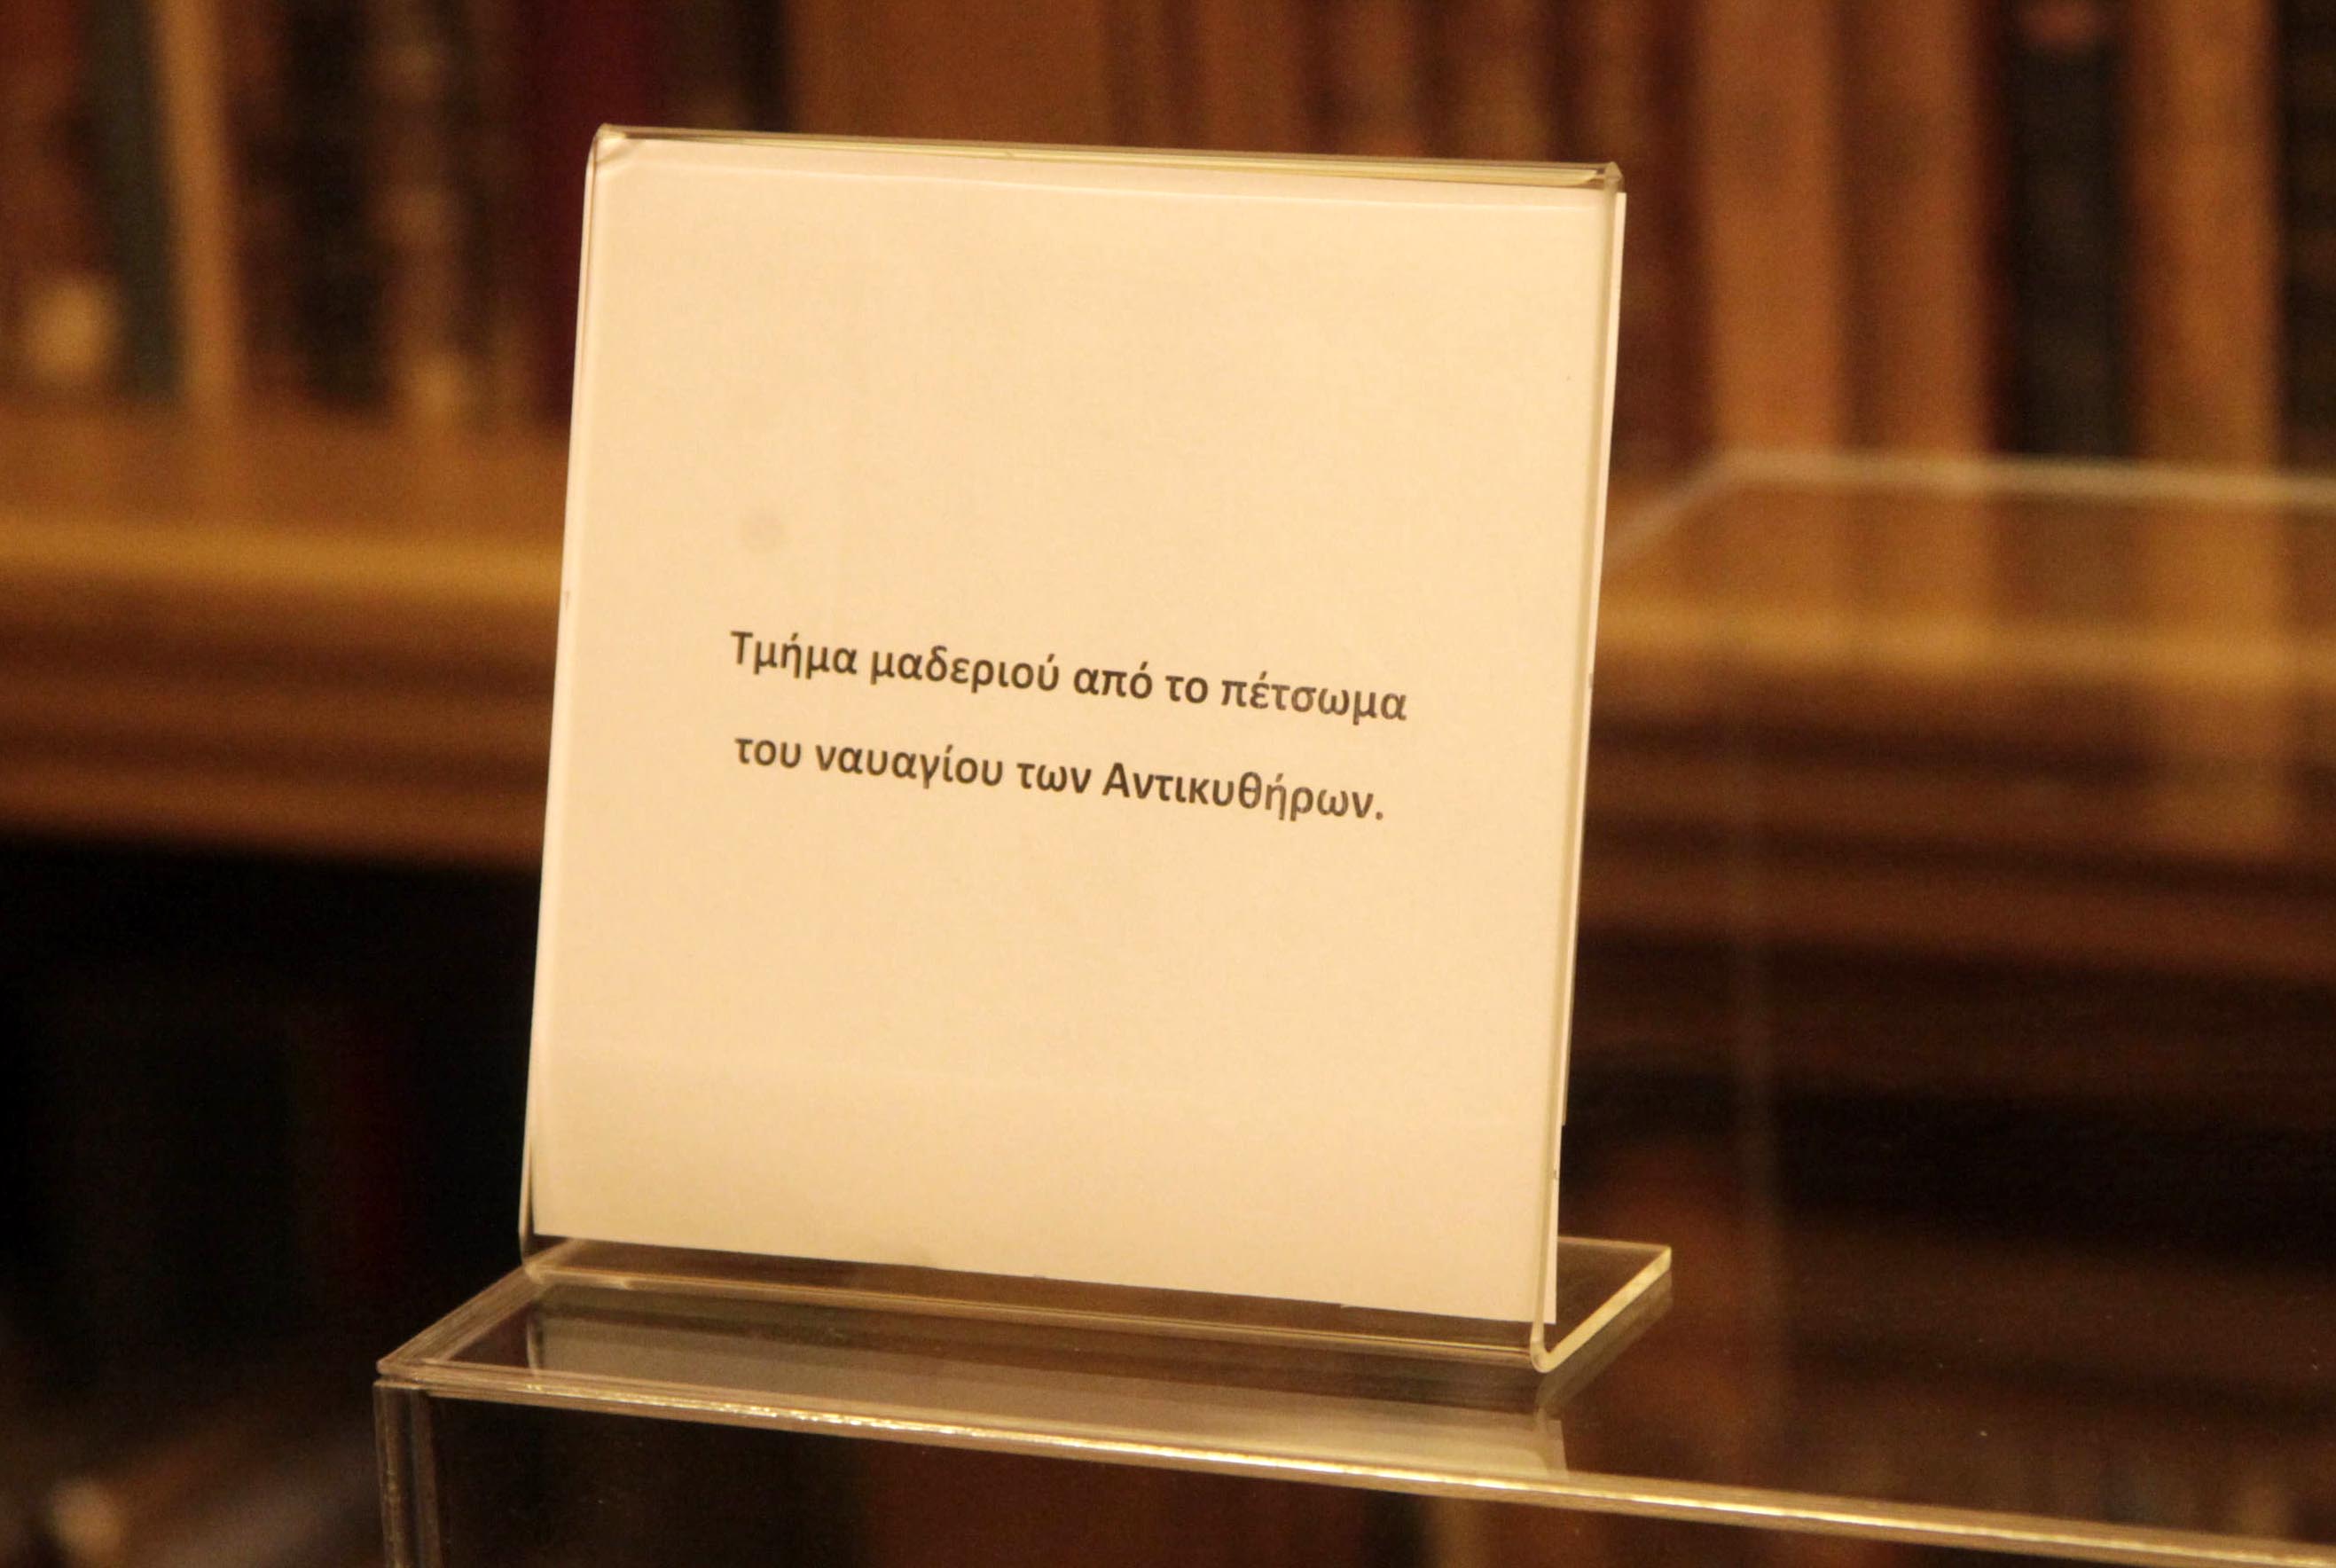 Τμήμα μαδεριού από το πέτσωμα
του ναυαγίου των Αντικυθήρων.